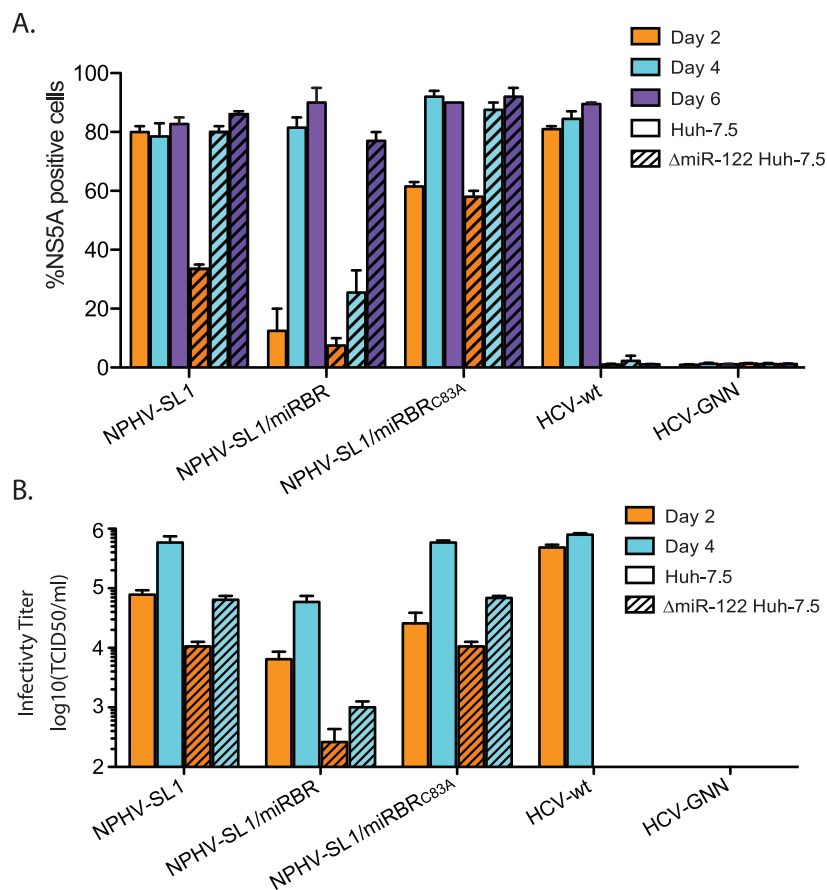 A.
Day 2
Day 4
Day 6
Huh-7.5
ΔmiR-122 Huh-7.5
%NS5A positive cells
100
80
60
40
20
0
NPHV-SL1
NPHV-SL1/miRBR
NPHV-SL1/miRBRC83A
HCV-wt
HCV-GNN
B.
Day 2
Day 4
Huh-7.5
ΔmiR-122 Huh-7.5
Infectivty Titer
log10(TCID50/ml)
6
5
4
3
2
NPHV-SL1
NPHV-SL1/miRBR
NPHV-SL1/miRBRC83A
HCV-wt
HCV-GNN